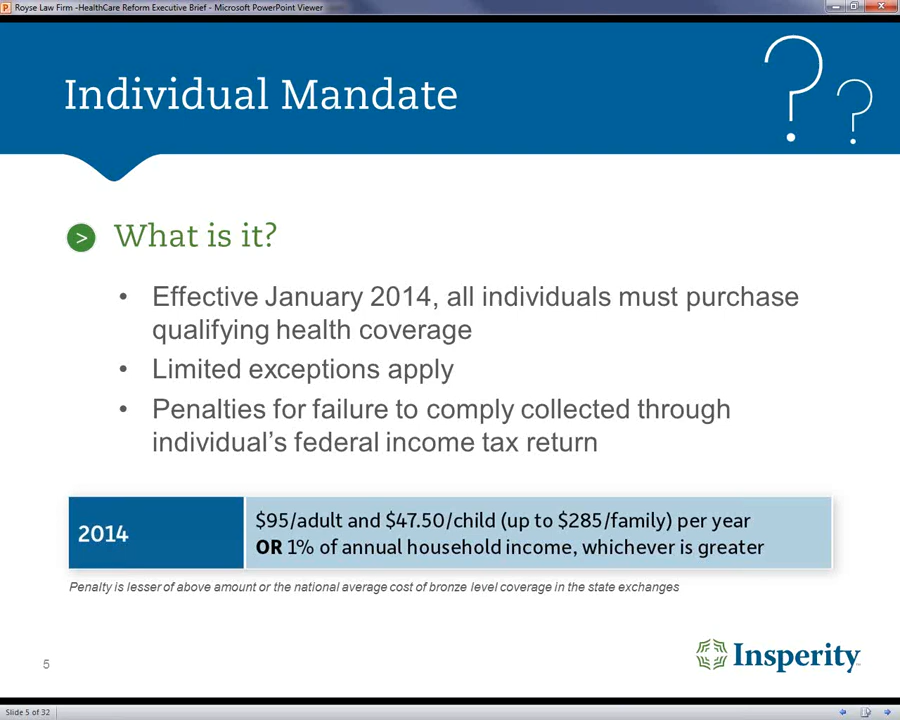 Royse Law Firm -HealthCare Reform Executive Brief - Microsoft PowerPoint Viewer
Individual Mandate
? ?
> What is it?
• Effective January 2014, all individuals must purchase
qualifying health coverage
• Limited exceptions apply
• Penalties for failure to comply collected through
individual's federal income tax return
2014
$95/adult and $47.50/child (up to $285/family) per year
OR 1% of annual household income, whichever is greater
Penalty is lesser of above amount or the national average cost of bronze level coverage in the state exchanges
5
Insperity
Slide 5 of 32